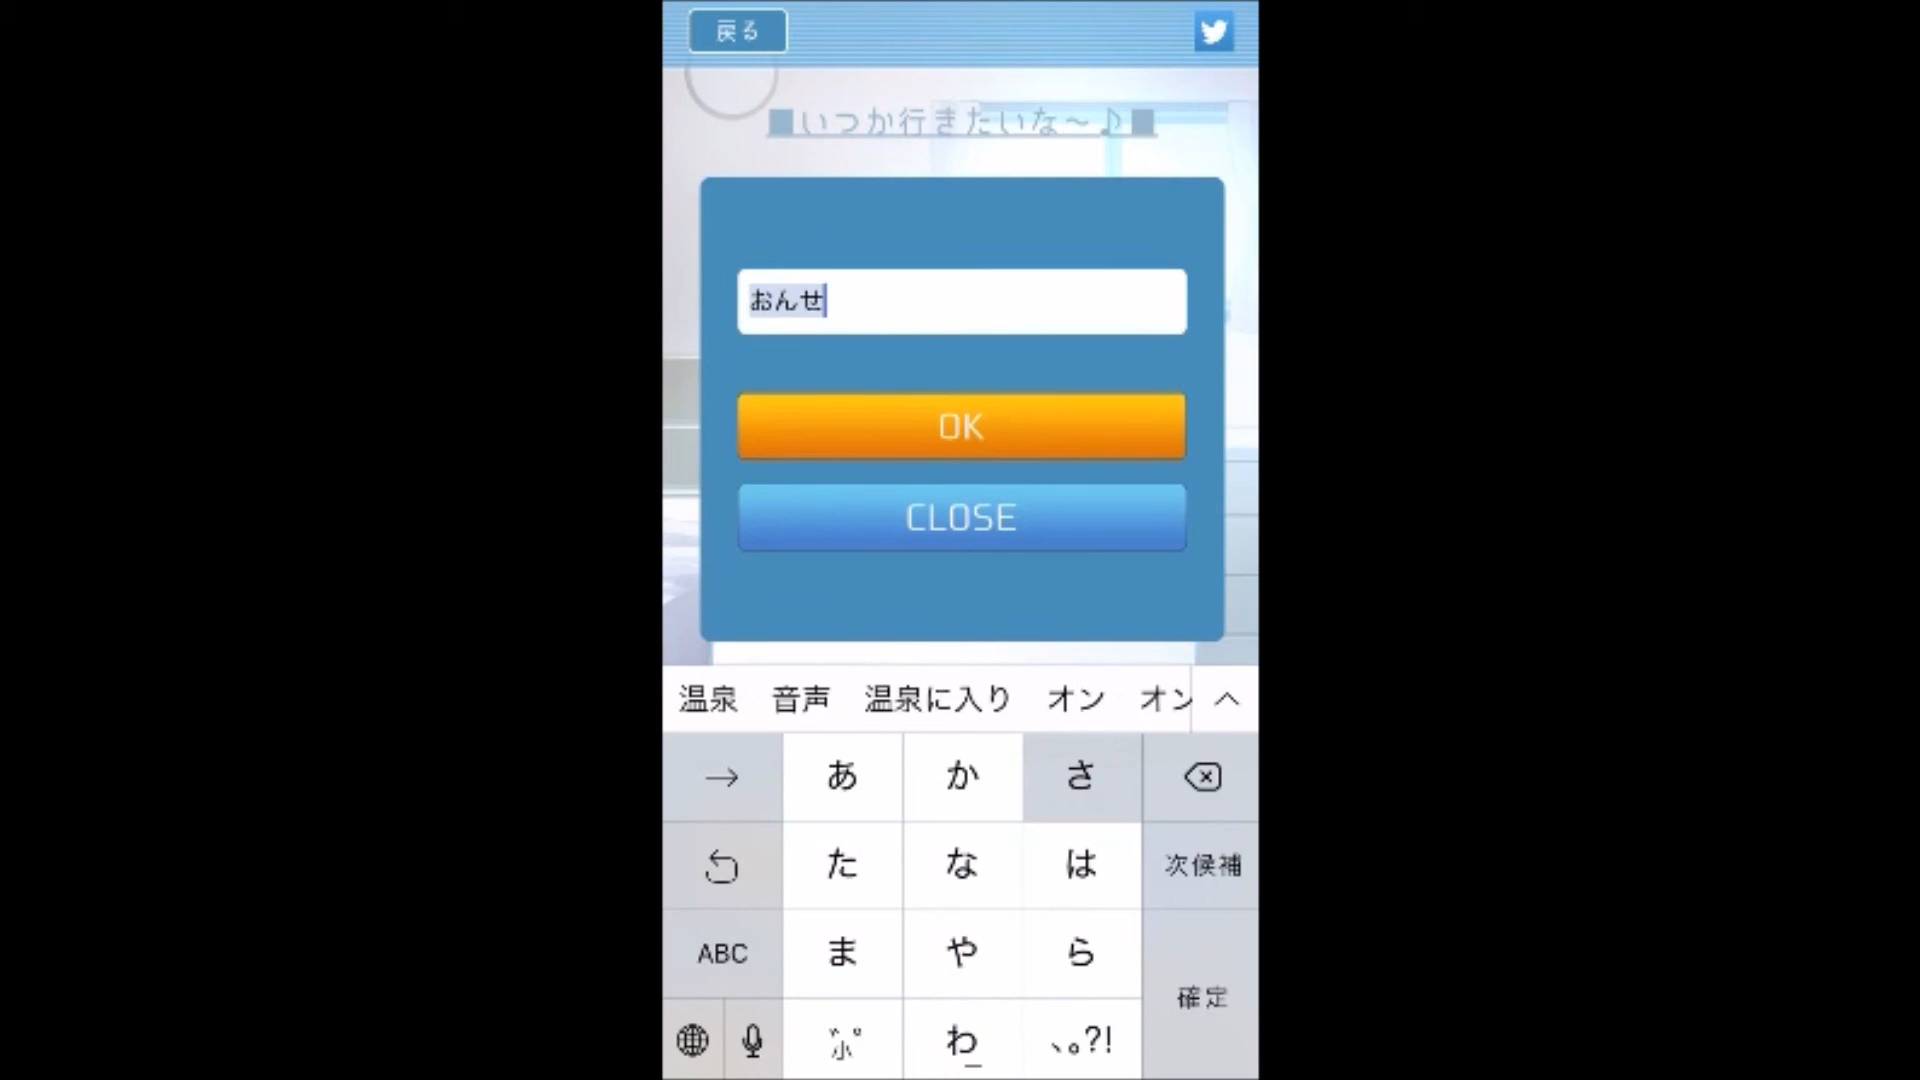 戻る
■いつか行きたいな～♪■
おんせ
OK
CLOSE
温泉 音声 温泉に入り オン オン
→ あ か さ
た な は 次候補
ABC ま や ら
確定
小゛゜ わ 、。?!